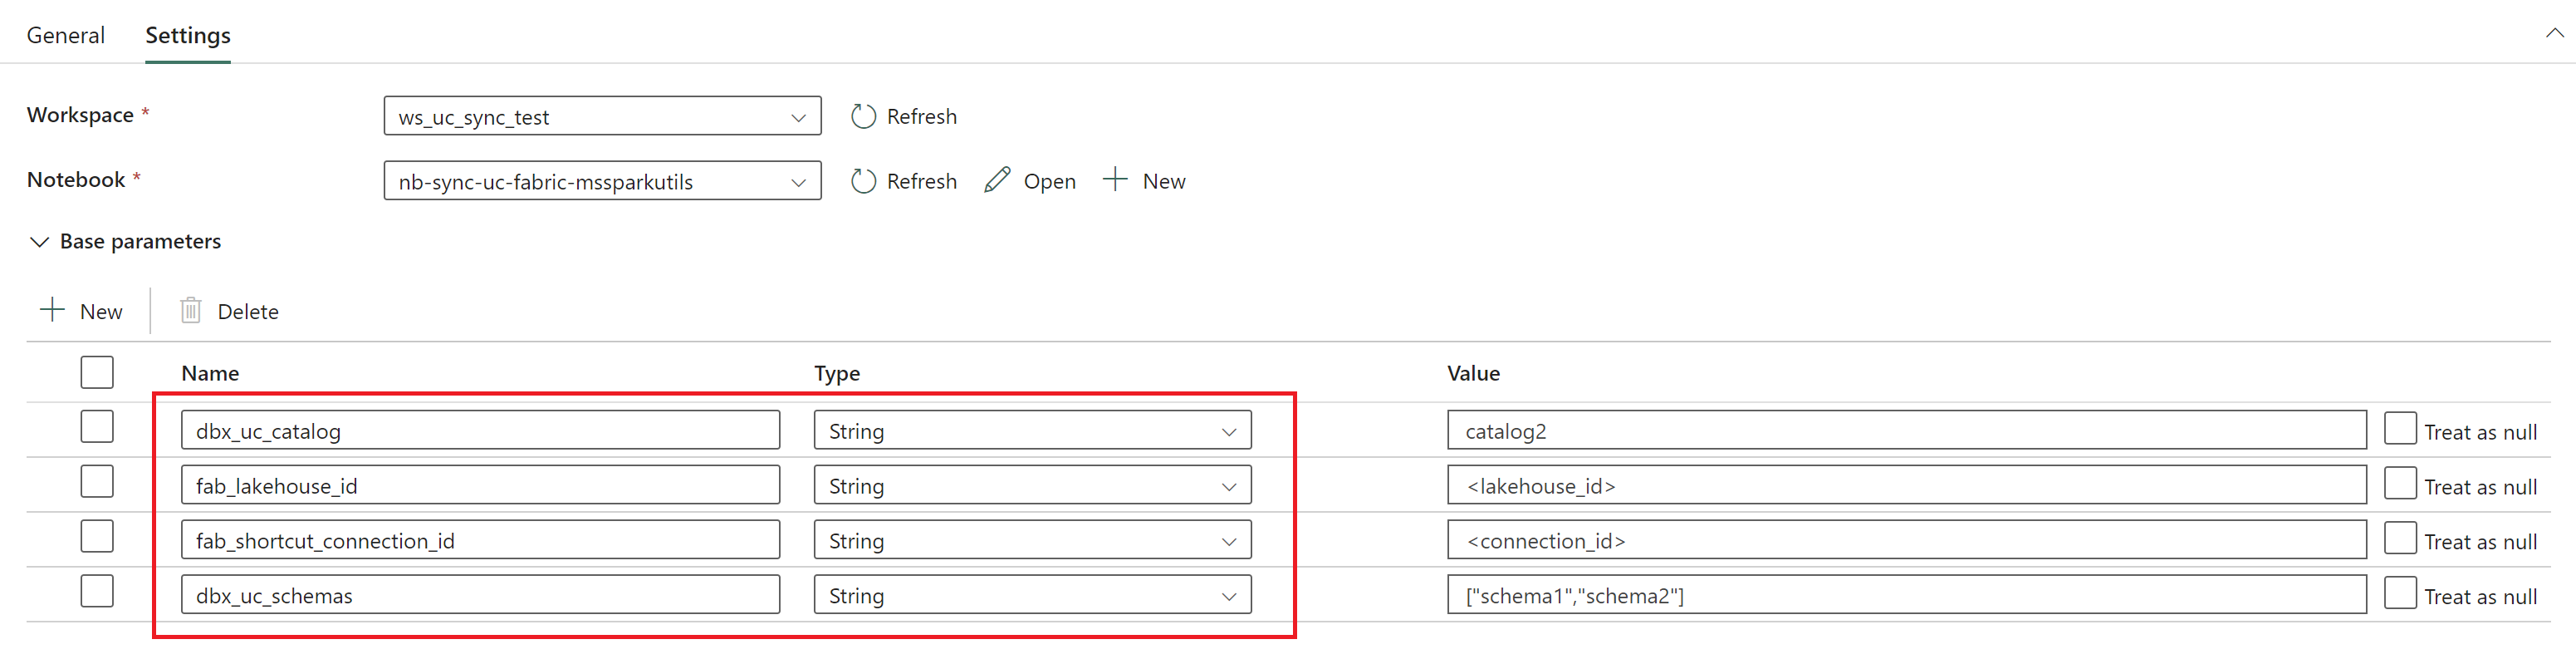 General Settings
Workspace * ws_uc_sync_test Refresh
Notebook * nb-sync-uc-fabric-mssparkutils Refresh Open New
Base parameters
New Delete
Name Type Value
dbx_uc_catalog String catalog2 Treat as null
fab_lakehouse_id String <lakehouse_id> Treat as null
fab_shortcut_connection_id String <connection_id> Treat as null
dbx_uc_schemas String ["schema1","schema2"] Treat as null